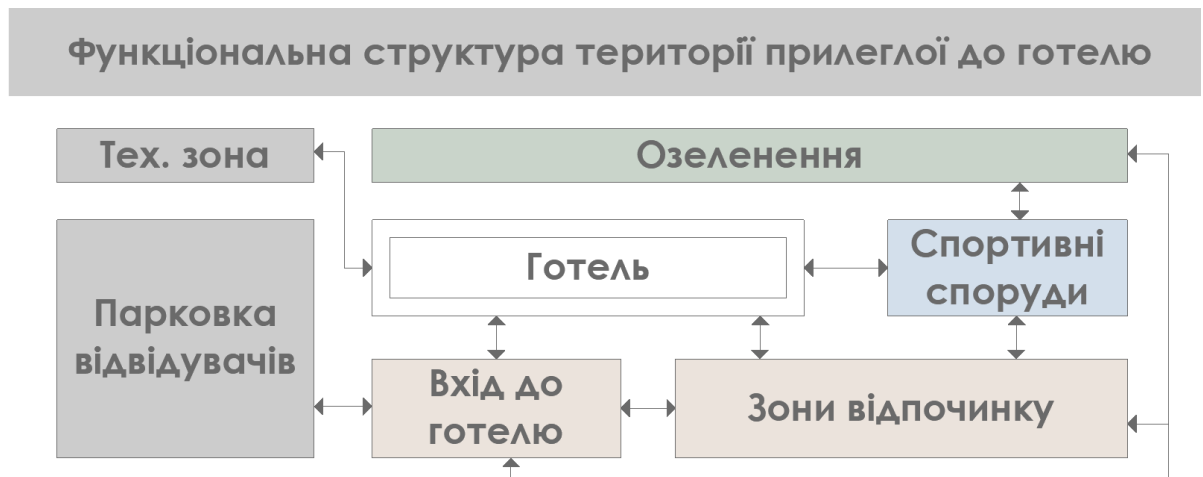 Функціональна структура території прилеглої до готелю
Тех. зона
Озеленення
Готель
Спортивні
споруди
Парковка
відвідувачів
Вхід до
готелю
Зони відпочинку